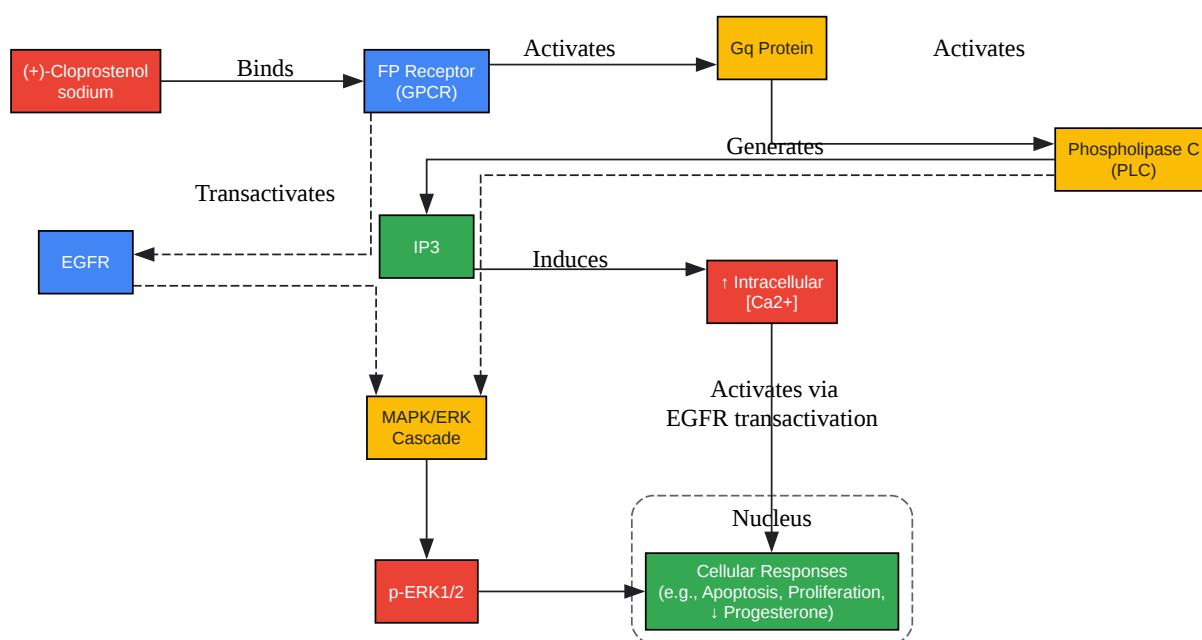 (+)-Cloprostenol
sodium
Binds
FP Receptor
(GPCR)
Activates
Gq Protein
Activates
Phospholipase C
(PLC)
Generates
Transactivates
EGFR
IP3
Induces
↑ Intracellular
[Ca2+]
Activates via
EGFR transactivation
MAPK/ERK
Cascade
Nucleus
p-ERK1/2
Cellular Responses
(e.g., Apoptosis, Proliferation,
↓ Progesterone)